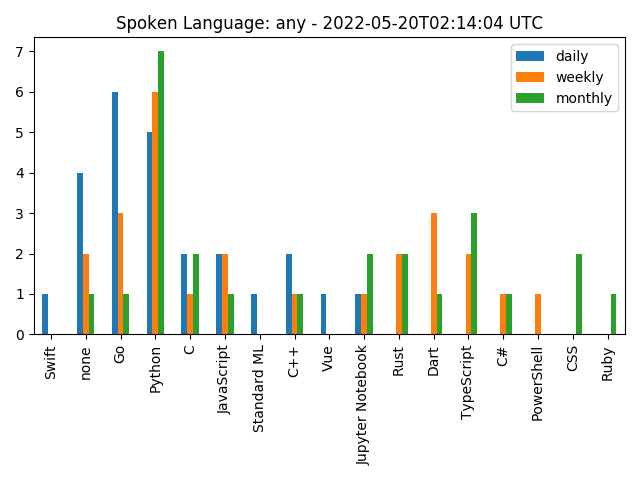 Spoken Language: any - 2022-05-20T02:14:04 UTC
daily
weekly
monthly
7
6
5
4
3
2
1
0
Swift
none
Go
Python
C
JavaScript
Standard ML
C++
Vue
Jupyter Notebook
Rust
Dart
TypeScript
C#
PowerShell
CSS
Ruby